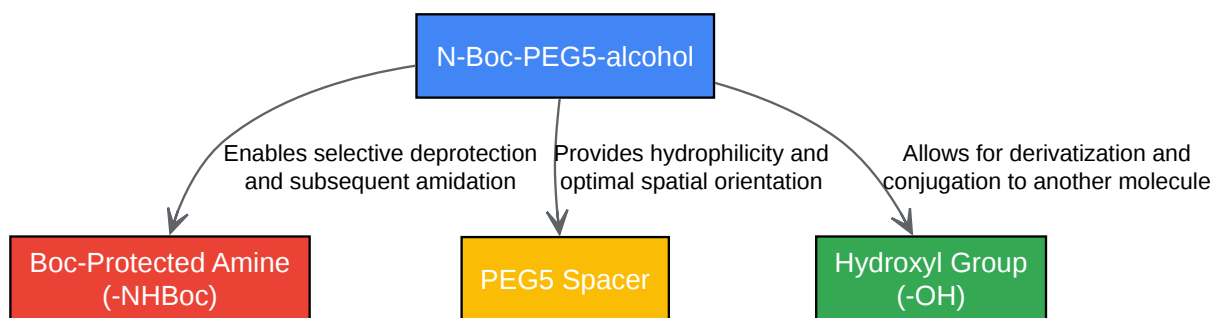 N-Boc-PEG5-alcohol
Enables selective deprotection
and subsequent amidation
Provides hydrophilicity and
optimal spatial orientation
Allows for derivatization and
conjugation to another molecule
Boc-Protected Amine
(-NHBoc)
PEG5 Spacer
Hydroxyl Group
(-OH)